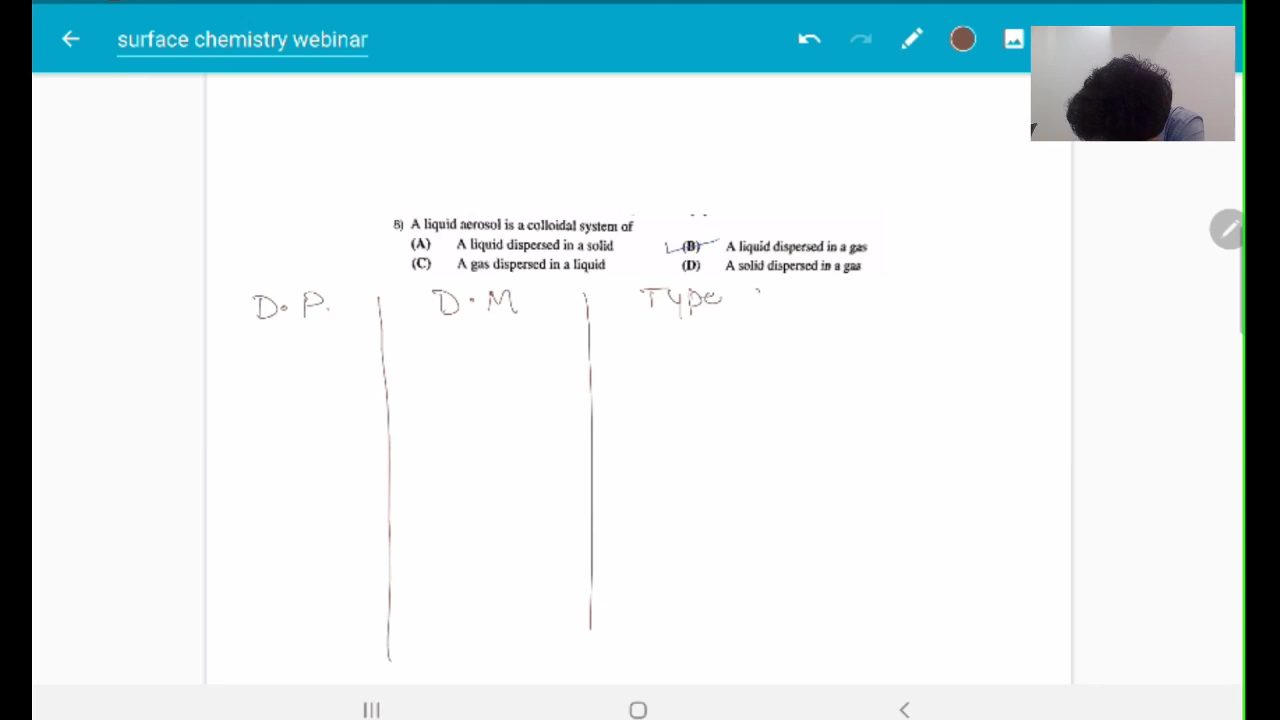 surface chemistry webinar
8) A liquid aerosol is a colloidal system of
(A) A liquid dispersed in a solid (B) A liquid dispersed in a gas
(C) A gas dispersed in a liquid (D) A solid dispersed in a gas
D.P. D.M Type